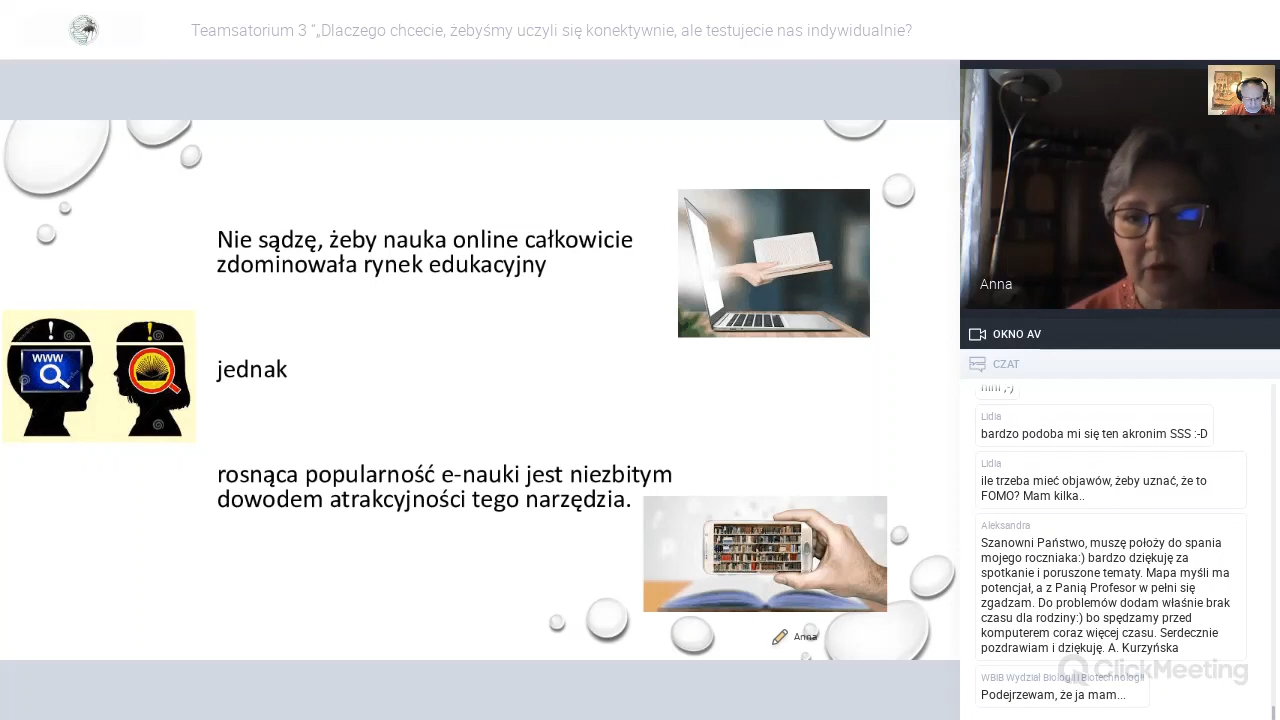 Teamsatorium 3 “„Dlaczego chcecie, żebyśmy uczyli się konektywnie, ale testujecie nas indywidualnie?
Nie sądzę, żeby nauka online całkowicie
zdominowała rynek edukacyjny
WWW
jednak
rosnąca popularność e-nauki jest niezbitym
dowodem atrakcyjności tego narzędzia.
Anna
Anna
OKNO AV
CZAT
Lidia
bardzo podoba mi się ten akronim SSS :-D
Lidia
ile trzeba mieć objawów, żeby uznać, że to
FOMO? Mam kilka..
Aleksandra
Szanowni Państwo, muszę położy do spania
mojego roczniaka:) bardzo dziękuję za
spotkanie i poruszone tematy. Mapa myśli ma
potencjał, a z Panią Profesor w pełni się
zgadzam. Do problemów dodam właśnie brak
czasu dla rodziny:) bo spędzamy przed
komputerem coraz więcej czasu. Serdecznie
pozdrawiam i dziękuję. A. Kurzyńska
ClickMeeting
WBiB Wydział Biologii i Biotechnologii
Podejrzewam, że ja mam...